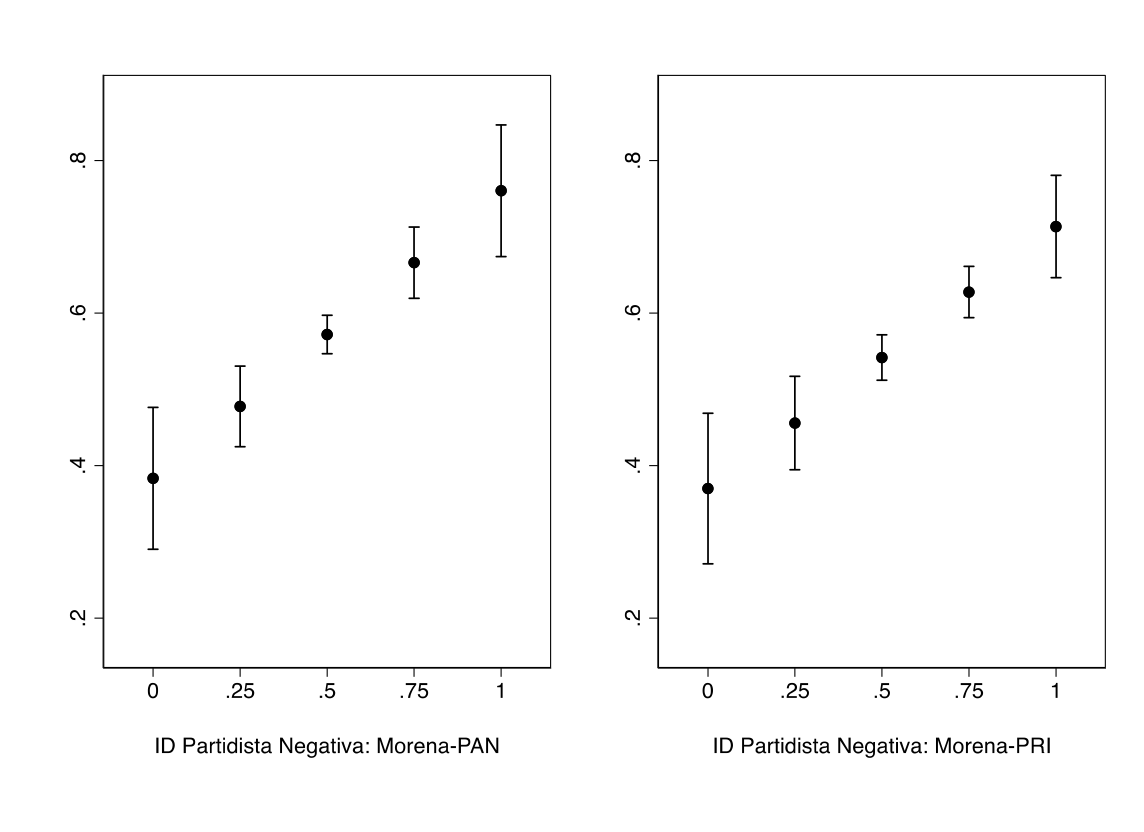 .8
.6
.4
.2
0 .25 .5 .75 1
ID Partidista Negativa: Morena-PAN
.8
.6
.4
.2
0 .25 .5 .75 1
ID Partidista Negativa: Morena-PRI